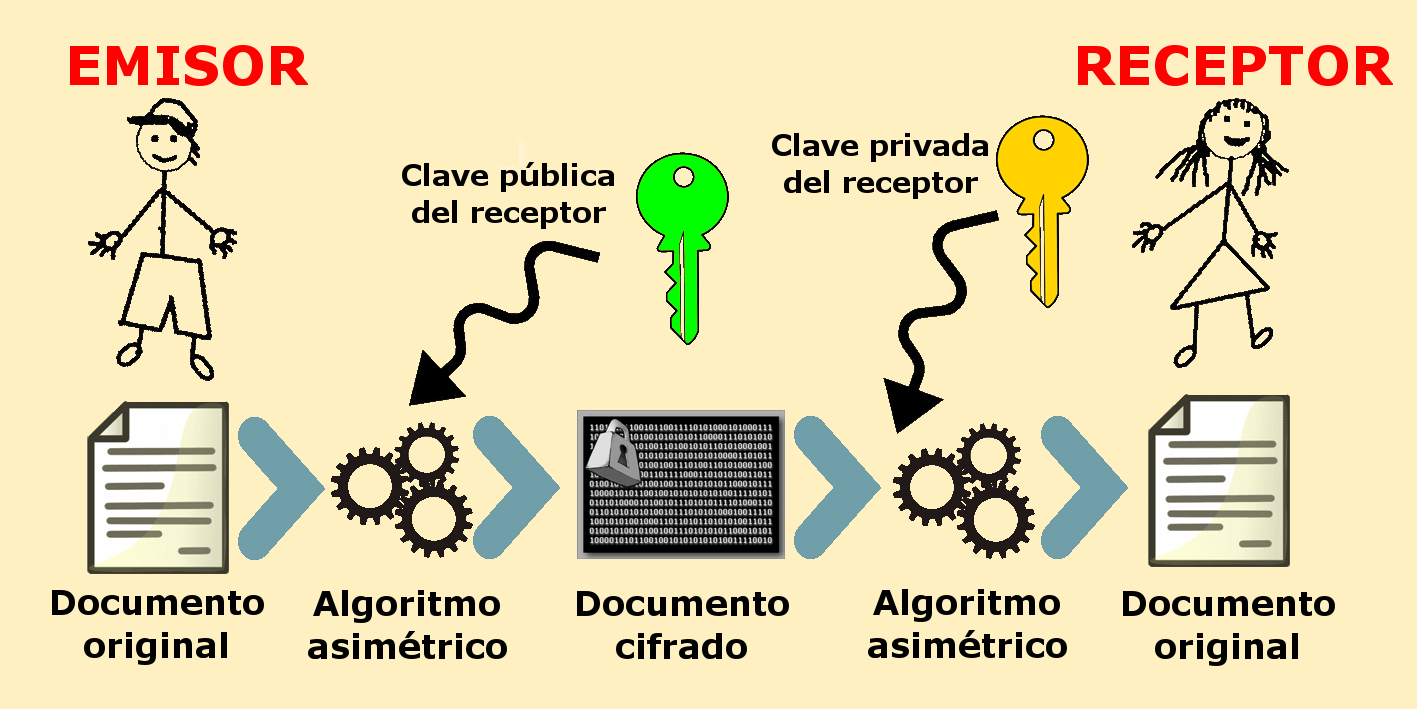 EMISOR
RECEPTOR
Clave pública
del receptor
Clave privada
del receptor
Documento
original
Algoritmo
asimétrico
Documento
cifrado
Algoritmo
asimétrico
Documento
original